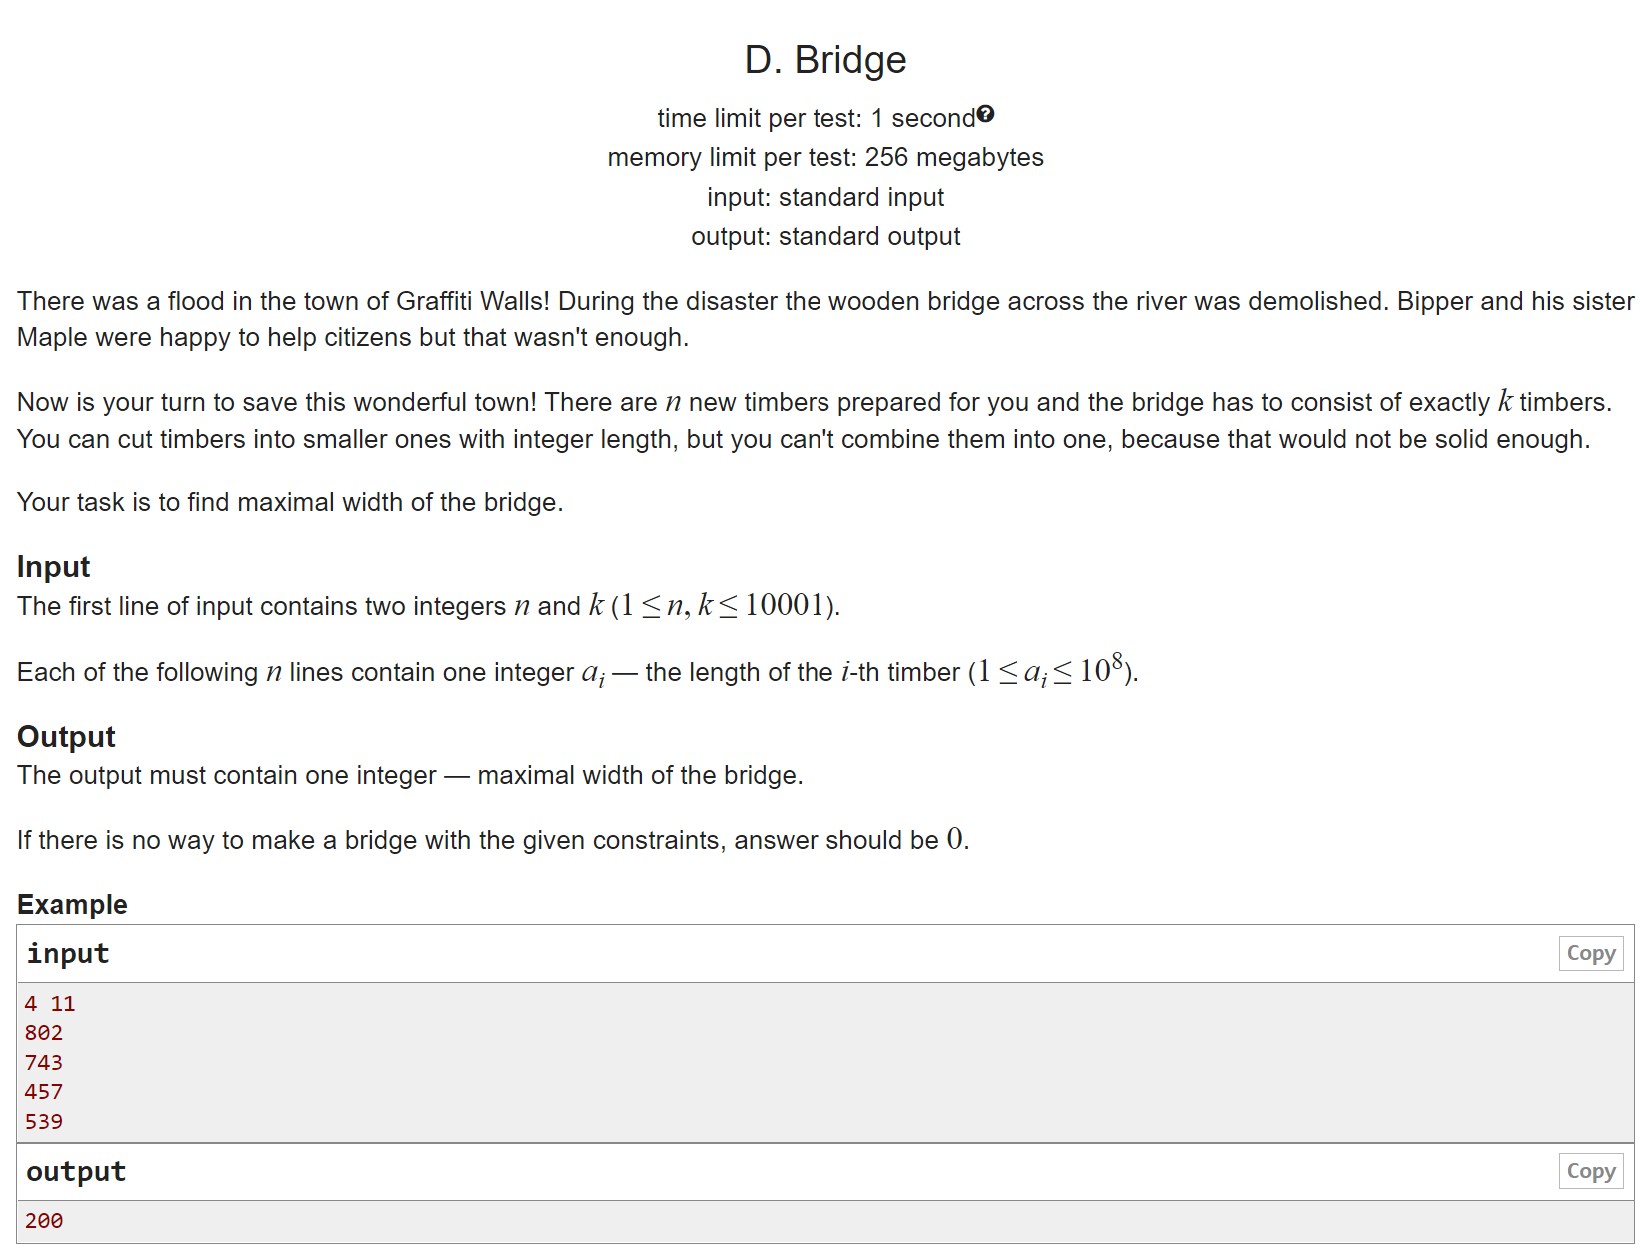 D. Bridge
time limit per test: 1 second?
memory limit per test: 256 megabytes
input: standard input
output: standard output
There was a flood in the town of Graffiti Walls! During the disaster the wooden bridge across the river was demolished. Bipper and his sister
Maple were happy to help citizens but that wasn't enough.
Now is your turn to save this wonderful town! There are n new timbers prepared for you and the bridge has to consist of exactly k timbers.
You can cut timbers into smaller ones with integer length, but you can't combine them into one, because that would not be solid enough.
Your task is to find maximal width of the bridge.
Input
The first line of input contains two integers n and k (1 ≤ n, k ≤ 10001).
Each of the following n lines contain one integer aᵢ — the length of the i-th timber (1 ≤ aᵢ ≤ 10⁸).
Output
The output must contain one integer — maximal width of the bridge.
If there is no way to make a bridge with the given constraints, answer should be 0.
Example
input Copy
4 11
802
743
457
539
output Copy
200